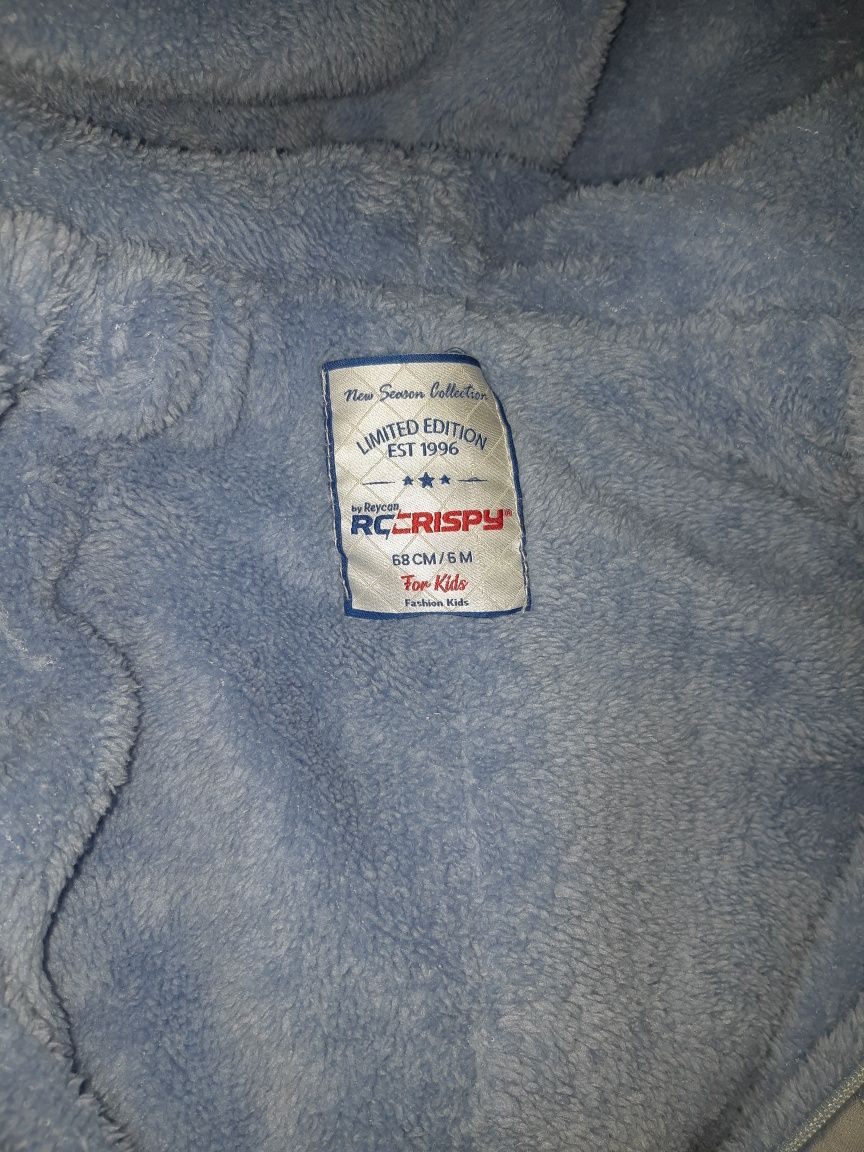 New Season Collection
LIMITED EDITION
EST 1996
by Reycan
RCCRISPY®
68 CM / 6 M
For Kids
Fashion Kids